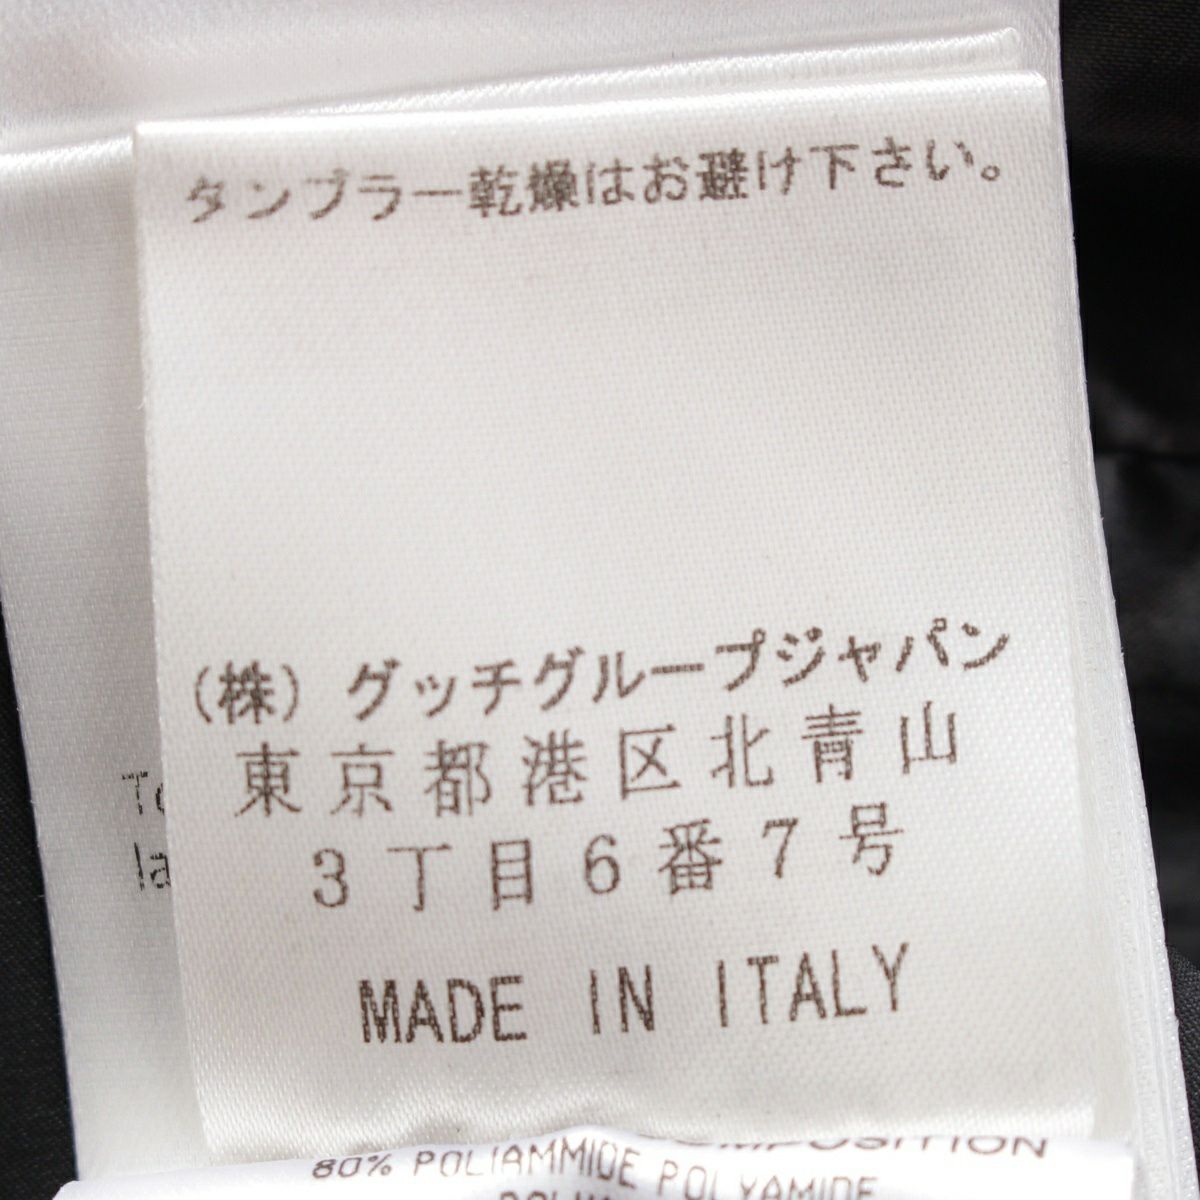 タンブラー乾燥はお避け下さい。
(株) グッチグループジャパン
東京都港区北青山
3丁目6番7号
MADE IN ITALY
80% POLIAMMIDE POLYAMIDE